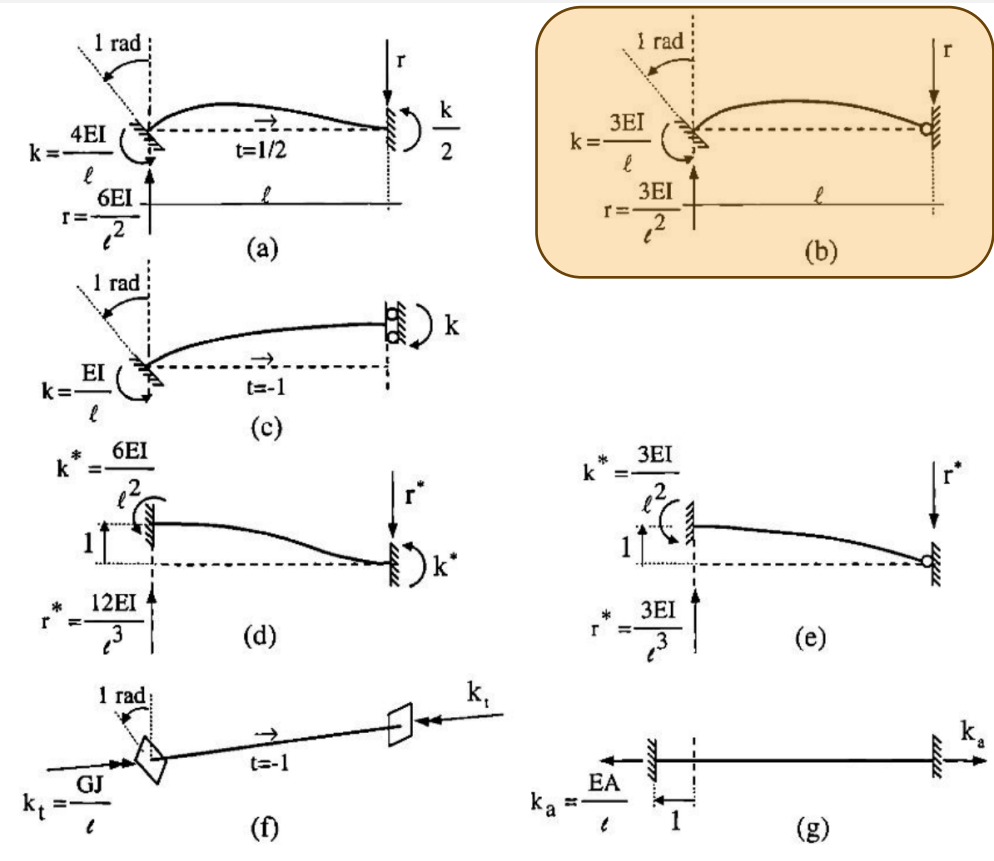 1 rad
r
k = 4EI/ℓ
k/2
t=1/2
r = 6EI/ℓ²
ℓ
(a)
1 rad
r
k = 3EI/ℓ
r = 3EI/ℓ²
ℓ
(b)
1 rad
k
k = EI/ℓ
t=-1
(c)
k* = 6EI/ℓ²
r*
1
k*
r* = 12EI/ℓ³
(d)
k* = 3EI/ℓ²
r*
1
r* = 3EI/ℓ³
(e)
1 rad
k_t
t=-1
k_t = GJ/ℓ
(f)
k_a
k_a = EA/ℓ
1
(g)